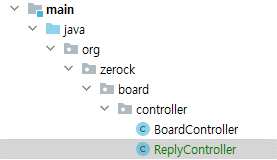 main
java
org
zerock
board
controller
BoardController
ReplyController